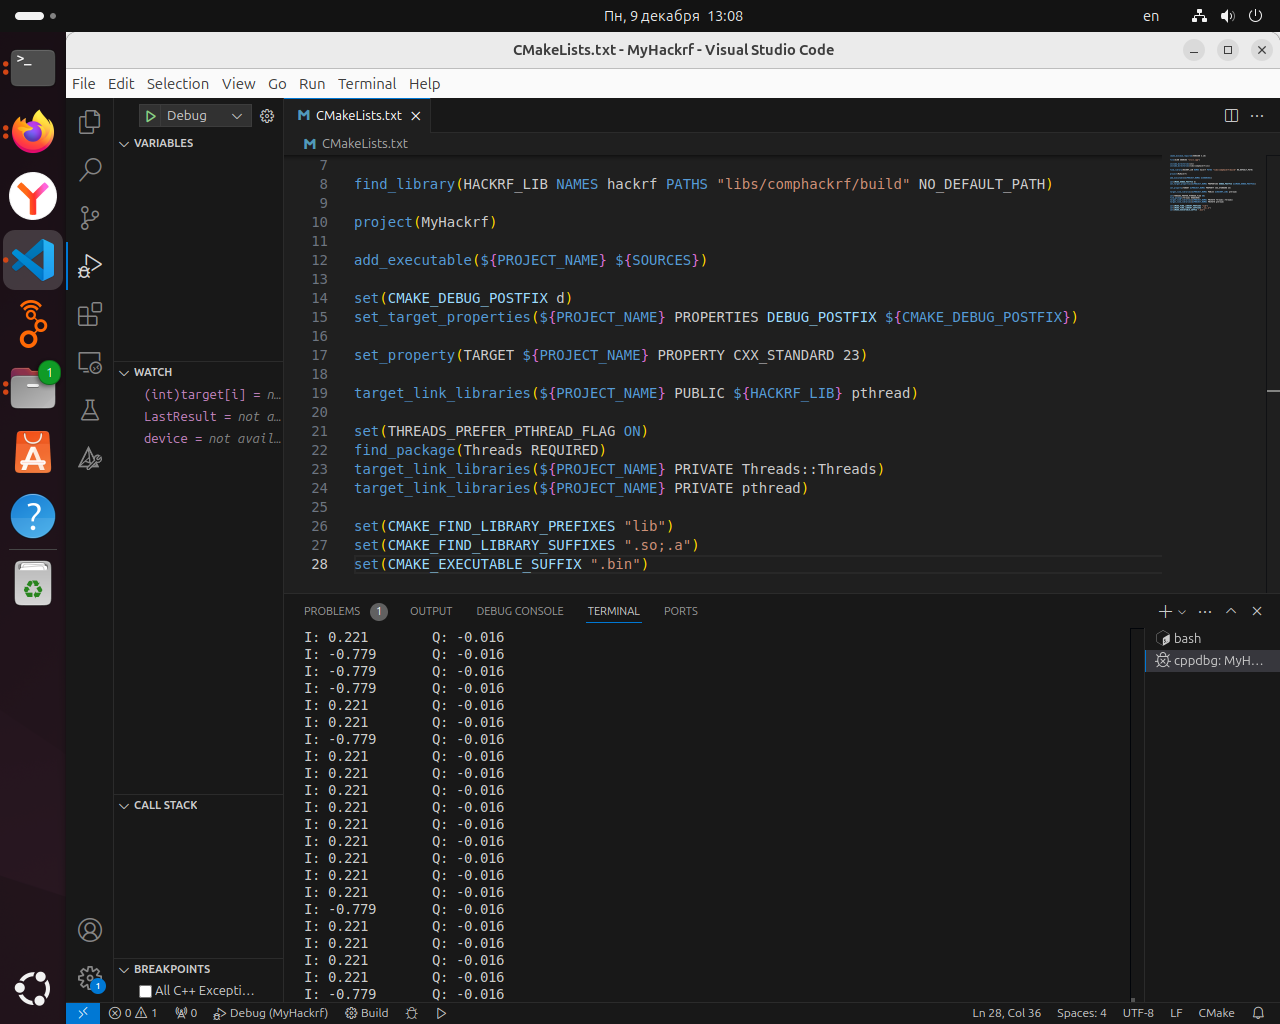 Пн, 9 декабря 13:08
en
CMakeLists.txt - MyHackrf - Visual Studio Code
File Edit Selection View Go Run Terminal Help
Debug
VARIABLES
WATCH
(int)target[i] = n…
LastResult = not a…
device = not avail…
CALL STACK
BREAKPOINTS
All C++ Excepti…
1
1
CMakeLists.txt
CMakeLists.txt
7
8 find_library(HACKRF_LIB NAMES hackrf PATHS "libs/comphackrf/build" NO_DEFAULT_PATH)
9
10 project(MyHackrf)
11
12 add_executable(${PROJECT_NAME} ${SOURCES})
13
14 set(CMAKE_DEBUG_POSTFIX d)
15 set_target_properties(${PROJECT_NAME} PROPERTIES DEBUG_POSTFIX ${CMAKE_DEBUG_POSTFIX})
16
17 set_property(TARGET ${PROJECT_NAME} PROPERTY CXX_STANDARD 23)
18
19 target_link_libraries(${PROJECT_NAME} PUBLIC ${HACKRF_LIB} pthread)
20
21 set(THREADS_PREFER_PTHREAD_FLAG ON)
22 find_package(Threads REQUIRED)
23 target_link_libraries(${PROJECT_NAME} PRIVATE Threads::Threads)
24 target_link_libraries(${PROJECT_NAME} PRIVATE pthread)
25
26 set(CMAKE_FIND_LIBRARY_PREFIXES "lib")
27 set(CMAKE_FIND_LIBRARY_SUFFIXES ".so;.a")
28 set(CMAKE_EXECUTABLE_SUFFIX ".bin")
PROBLEMS 1 OUTPUT DEBUG CONSOLE TERMINAL PORTS
I: 0.221 Q: -0.016
I: -0.779 Q: -0.016
I: -0.779 Q: -0.016
I: -0.779 Q: -0.016
I: 0.221 Q: -0.016
I: 0.221 Q: -0.016
I: -0.779 Q: -0.016
I: 0.221 Q: -0.016
I: 0.221 Q: -0.016
I: 0.221 Q: -0.016
I: 0.221 Q: -0.016
I: 0.221 Q: -0.016
I: 0.221 Q: -0.016
I: 0.221 Q: -0.016
I: 0.221 Q: -0.016
I: 0.221 Q: -0.016
I: -0.779 Q: -0.016
I: 0.221 Q: -0.016
I: 0.221 Q: -0.016
I: 0.221 Q: -0.016
I: 0.221 Q: -0.016
I: -0.779 Q: -0.016
bash
cppdbg: MyH…
0 1 0 Debug (MyHackrf) Build Ln 28, Col 36 Spaces: 4 UTF-8 LF CMake